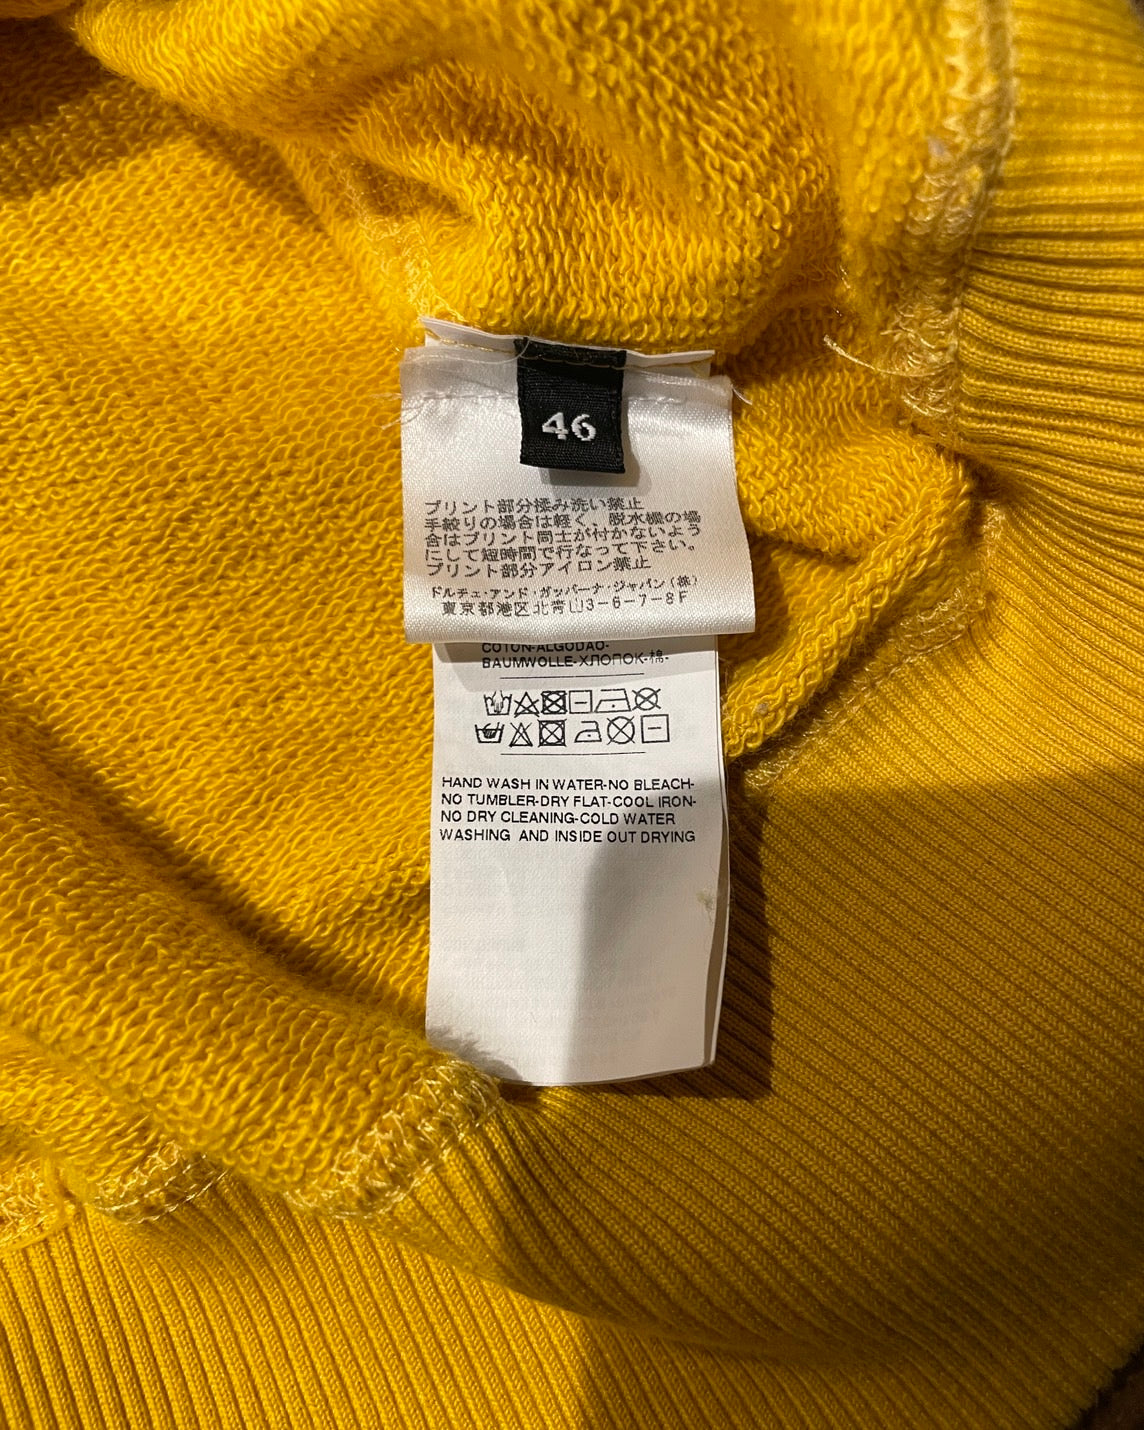 46
プリント部分揉み洗い禁止
手絞りの場合は軽く、脱水機の場
合はプリント同士が付かないよう
にして短時間で行なって下さい。
プリント部分アイロン禁止
ドルチェ・アンド・ガッバーナ・ジャパン(株)
東京都港区北青山3-6-7-8F
COTON-ALGODAO-
BAUMWOLLE-ХЛОПОК-棉-
HAND WASH IN WATER-NO BLEACH-
NO TUMBLER-DRY FLAT-COOL IRON-
NO DRY CLEANING-COLD WATER
WASHING AND INSIDE OUT DRYING